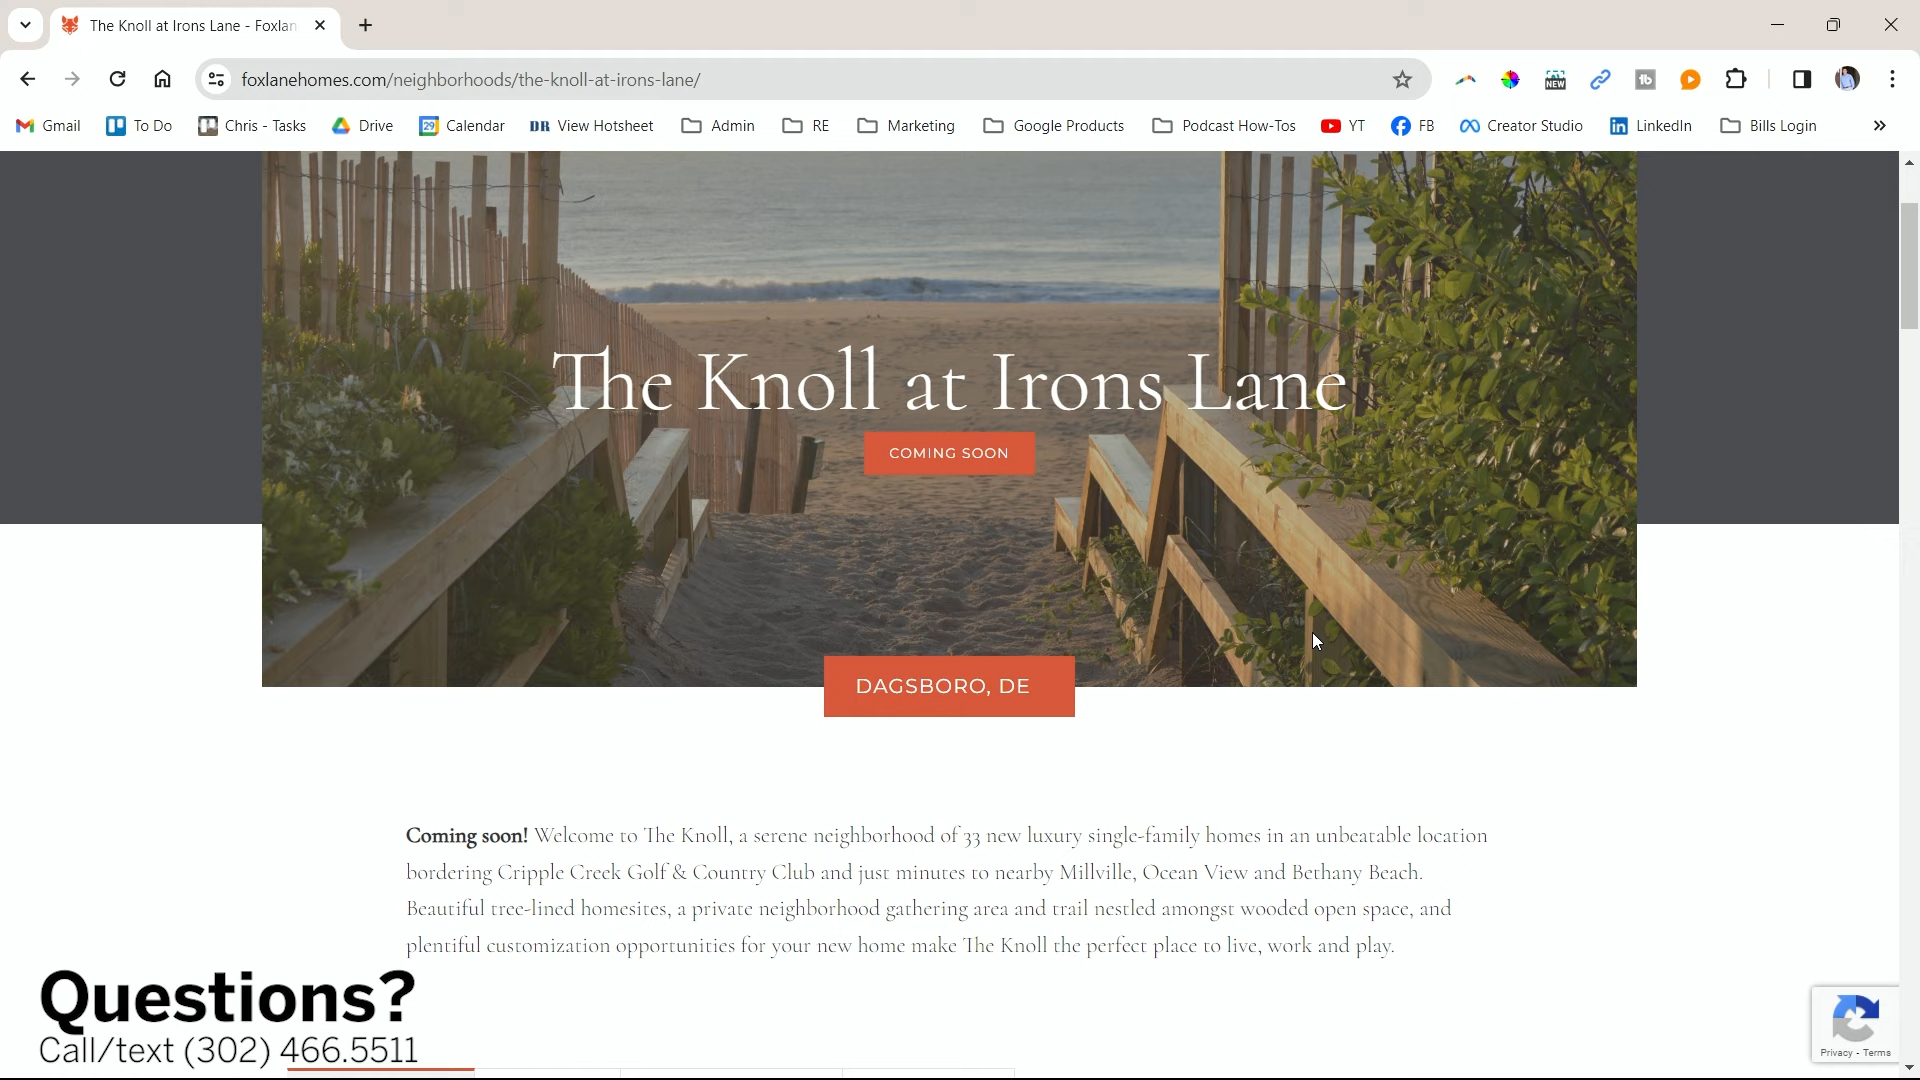 The Knoll at Irons Lane - Foxlan
foxlanehomes.com/neighborhoods/the-knoll-at-irons-lane/
NEW
tb
Gmail
To Do
Chris - Tasks
Drive
29
Calendar
DR View Hotsheet
Admin
RE
Marketing
Google Products
Podcast How-Tos
YT
FB
Creator Studio
in LinkedIn
Bills Login
»
The Knoll at Irons Lane
COMING SOON
DAGSBORO, DE
Coming soon! Welcome to The Knoll, a serene neighborhood of 33 new luxury single-family homes in an unbeatable location
bordering Cripple Creek Golf & Country Club and just minutes to nearby Millville, Ocean View and Bethany Beach.
Beautiful tree-lined homesites, a private neighborhood gathering area and trail nestled amongst wooded open space, and
plentiful customization opportunities for your new home make The Knoll the perfect place to live, work and play.
Questions?
Call/text (302) 466.5511
Privacy - Terms